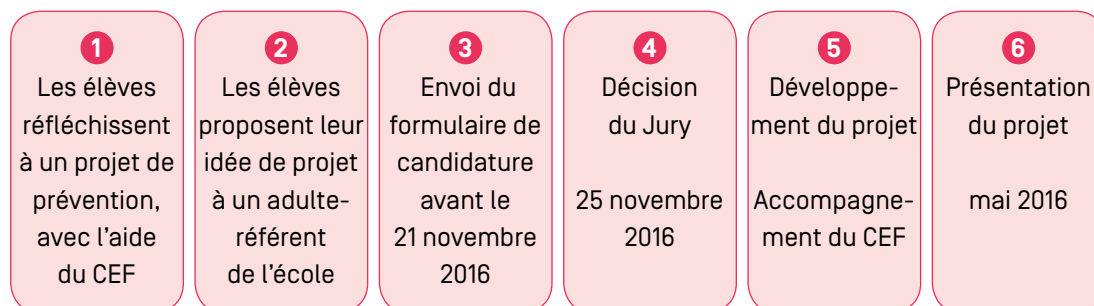 1
Les élèves
réfléchissent
à un projet de
prévention,
avec l'aide
du CEF
2
Les élèves
proposent leur
idée de projet
à un adulte-
référent
de l'école
3
Envoi du
formulaire de
candidature
avant le
21 novembre
2016
4
Décision
du Jury
25 novembre
2016
5
Développe-
ment du projet
Accompagne-
ment du CEF
6
Présentation
du projet
mai 2016